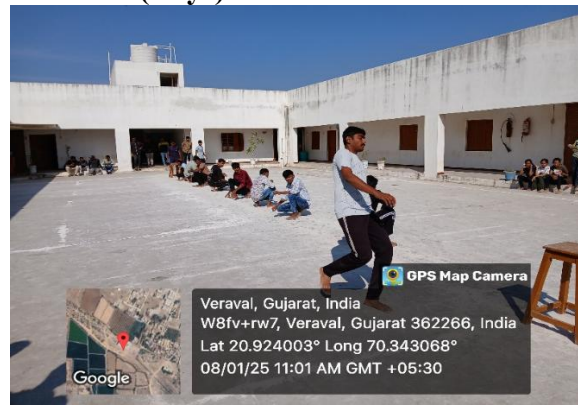 GPS Map Camera
Veraval, Gujarat, India
W8fv+rw7, Veraval, Gujarat 362266, India
Lat 20.924003° Long 70.343068°
08/01/25 11:01 AM GMT +05:30
Google